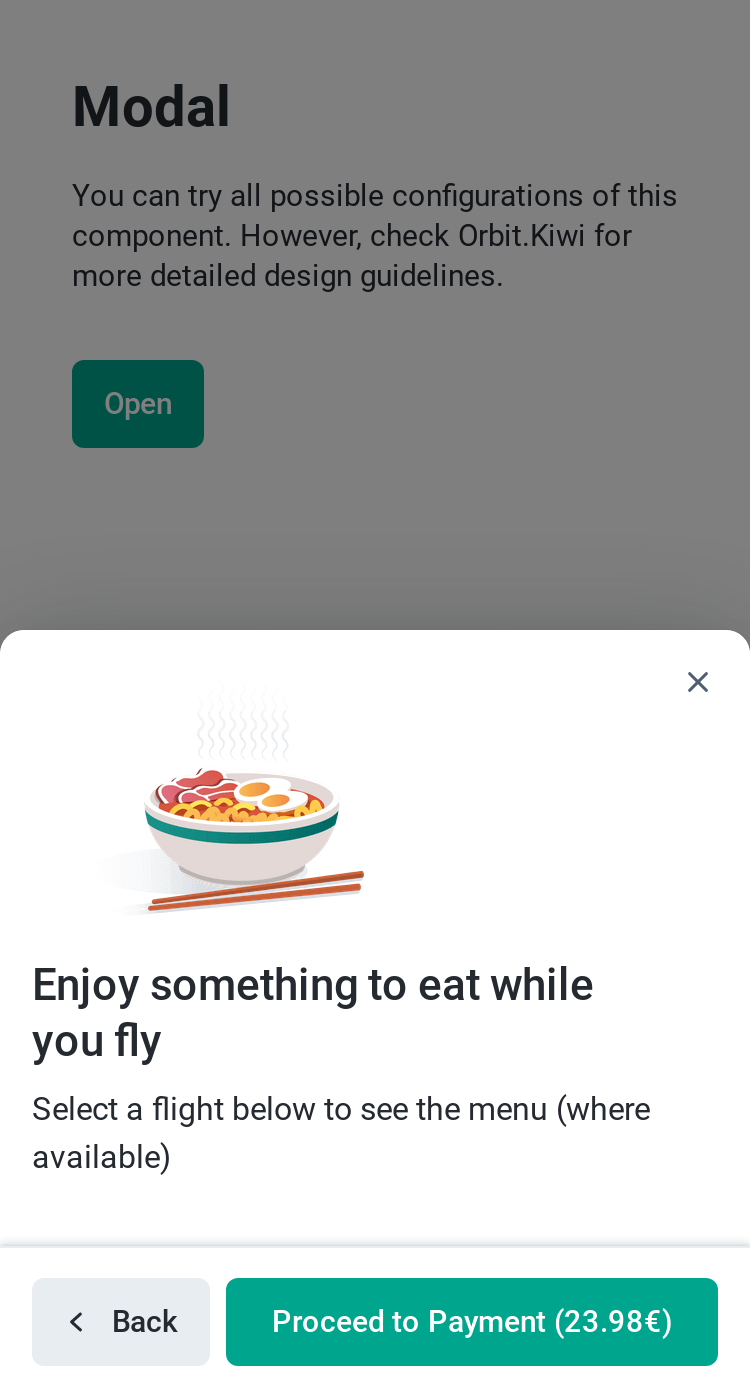 Modal
You can try all possible configurations of this
component. However, check Orbit.Kiwi for
more detailed design guidelines.
Open
Enjoy something to eat while
you fly
Select a flight below to see the menu (where
available)
Back
Proceed to Payment (23.98€)